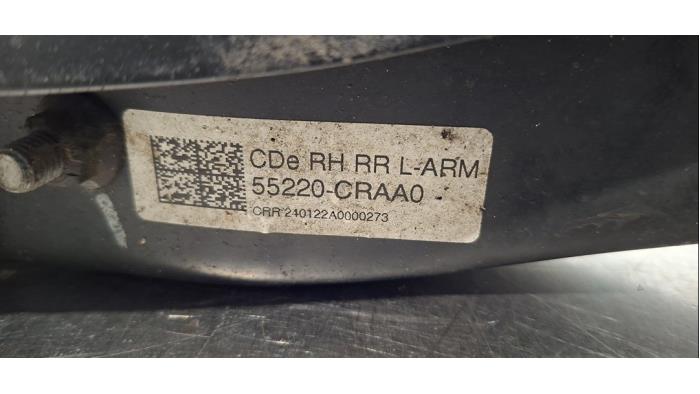 CDe RH RR L-ARM
55220-CRAA0
CRR 240122A0000273